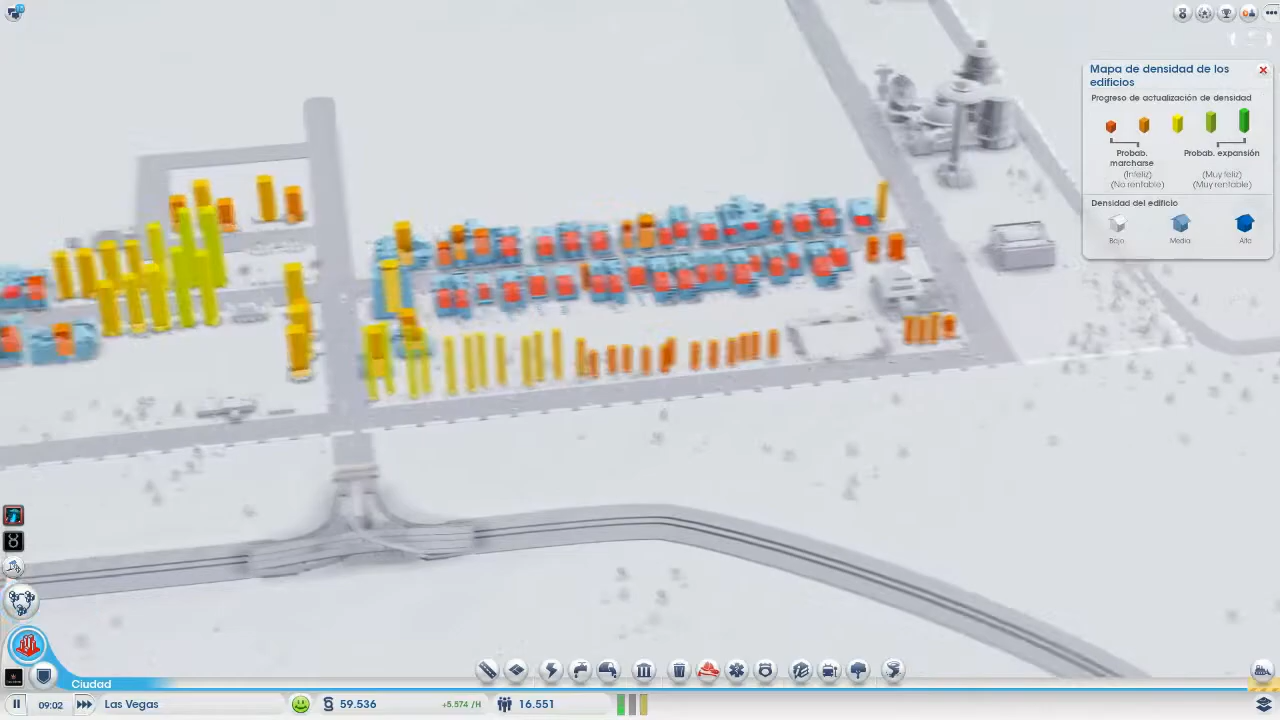 Mapa de densidad de los
edificios
Progreso de actualización de densidad
Probab.
marcharse
Probab. expansión
(Infeliz)
(Muy feliz)
(No rentable)
(Muy rentable)
Densidad del edificio
Bajo
Media
Alta
Ciudad
09:02
Las Vegas
59.536
+5.574 /H
16.551